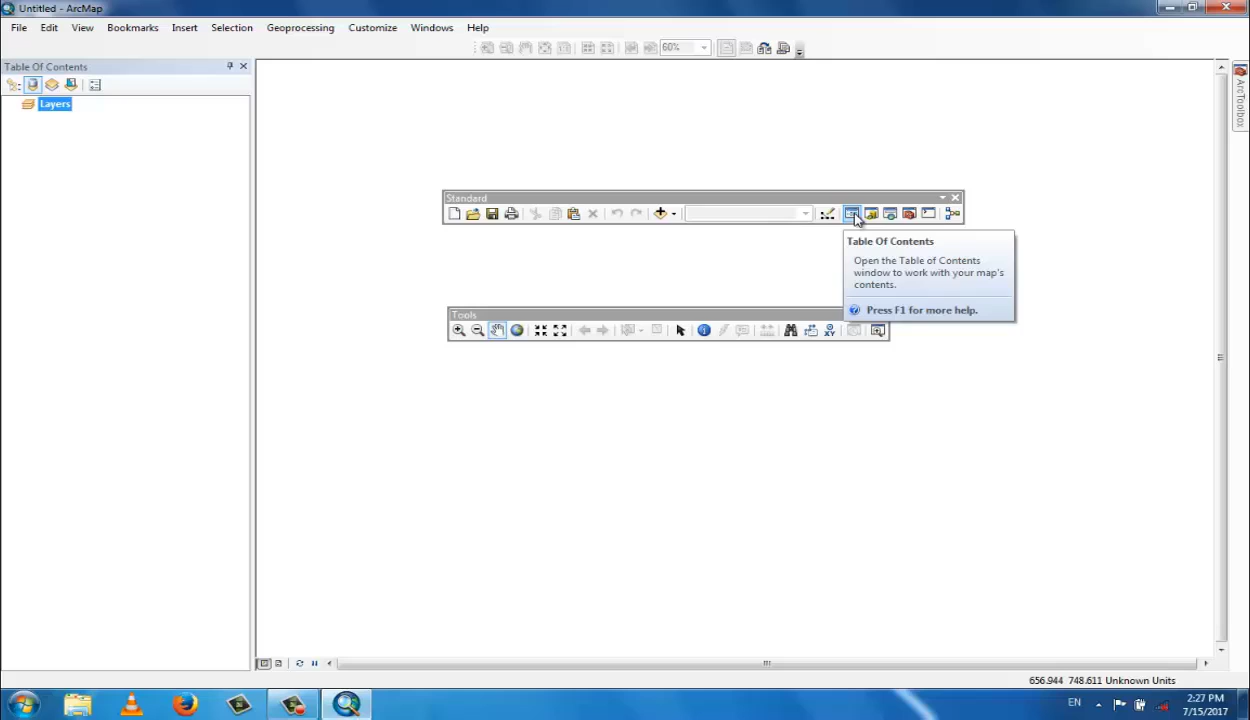 Untitled - ArcMap
File Edit View Bookmarks Insert Selection Geoprocessing Customize Windows Help
60%
Table Of Contents
Layers
ArcToolbox
Standard
Table Of Contents
Open the Table of Contents
window to work with your map's
contents.
Press F1 for more help.
Tools
656.944 748.611 Unknown Units
EN
2:27 PM
7/15/2017